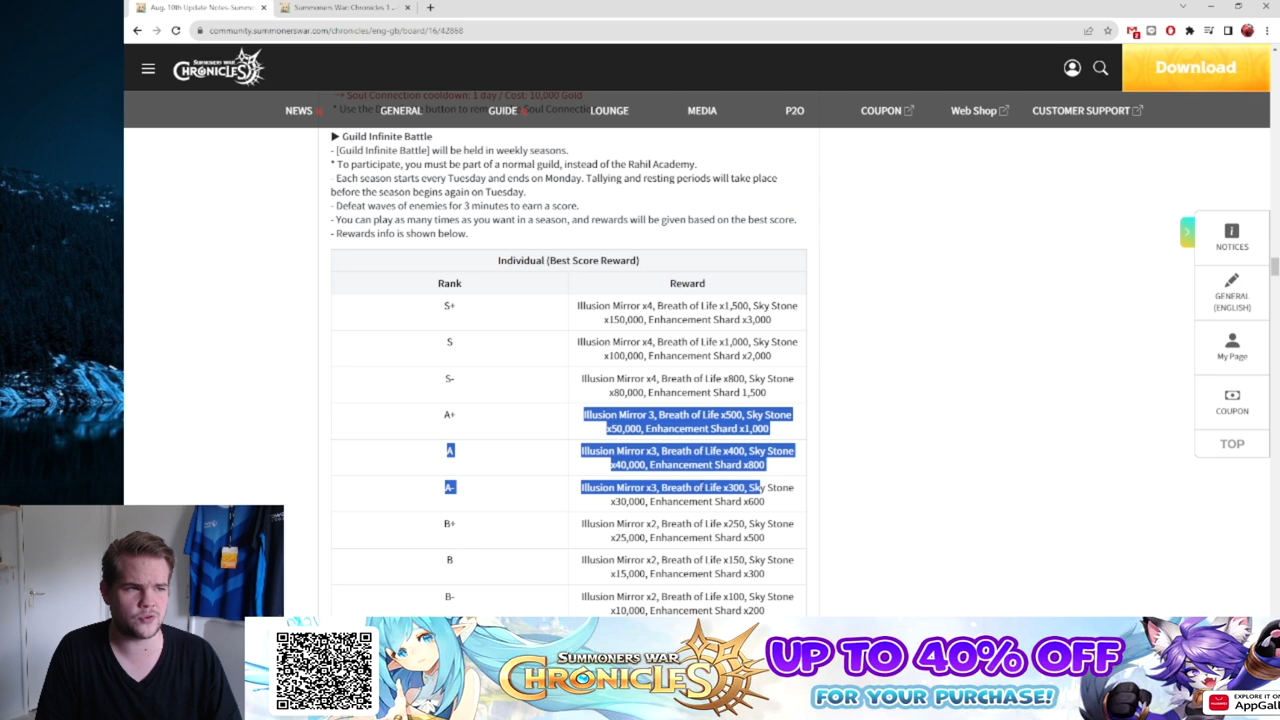 Aug. 10th Update Notes-Summo
Summoners War: Chronicles 1
community.summonerswar.com/chronicles/eng-gb/board/16/42868
2
SUMMONERS WAR
CHRONICLES
Download
→ Soul Connection cooldown: 1 day / Cost: 10,000 Gold
NEWS
GENERAL
GUIDE
LOUNGE
MEDIA
P2O
COUPON
Web Shop
CUSTOMER SUPPORT
▶ Guild Infinite Battle
- [Guild Infinite Battle] will be held in weekly seasons.
* To participate, you must be part of a normal guild, instead of the Rahil Academy.
- Each season starts every Tuesday and ends on Monday. Tallying and resting periods will take place
before the season begins again on Tuesday.
- Defeat waves of enemies for 3 minutes to earn a score.
- You can play as many times as you want in a season, and rewards will be given based on the best score.
- Rewards info is shown below.
Individual (Best Score Reward)
Rank
Reward
S+
Illusion Mirror x4, Breath of Life x1,500, Sky Stone
x150,000, Enhancement Shard x3,000
S
Illusion Mirror x4, Breath of Life x1,000, Sky Stone
x100,000, Enhancement Shard x2,000
S-
Illusion Mirror x4, Breath of Life x800, Sky Stone
x80,000, Enhancement Shard 1,500
A+
Illusion Mirror 3, Breath of Life x500, Sky Stone
x50,000, Enhancement Shard x1,000
A
Illusion Mirror x3, Breath of Life x400, Sky Stone
x40,000, Enhancement Shard x800
A-
Illusion Mirror x3, Breath of Life x300, Sky Stone
x30,000, Enhancement Shard x600
B+
Illusion Mirror x2, Breath of Life x250, Sky Stone
x25,000, Enhancement Shard x500
B
Illusion Mirror x2, Breath of Life x150, Sky Stone
x15,000, Enhancement Shard x300
B-
Illusion Mirror x2, Breath of Life x100, Sky Stone
x10,000, Enhancement Shard x200
NOTICES
GENERAL
(ENGLISH)
My Page
COUPON
TOP
SUMMONERS WAR
CHRONICLES
UP TO 40% OFF
FOR YOUR PURCHASE!
EXPLORE IT ON
AppGall